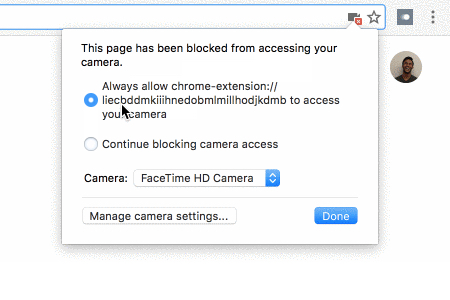 This page has been blocked from accessing your
camera.
Always allow chrome-extension://
liecbddmkiiihnedobmlmillhodjkdmb to access
your camera
Continue blocking camera access
Camera: FaceTime HD Camera
Manage camera settings... Done